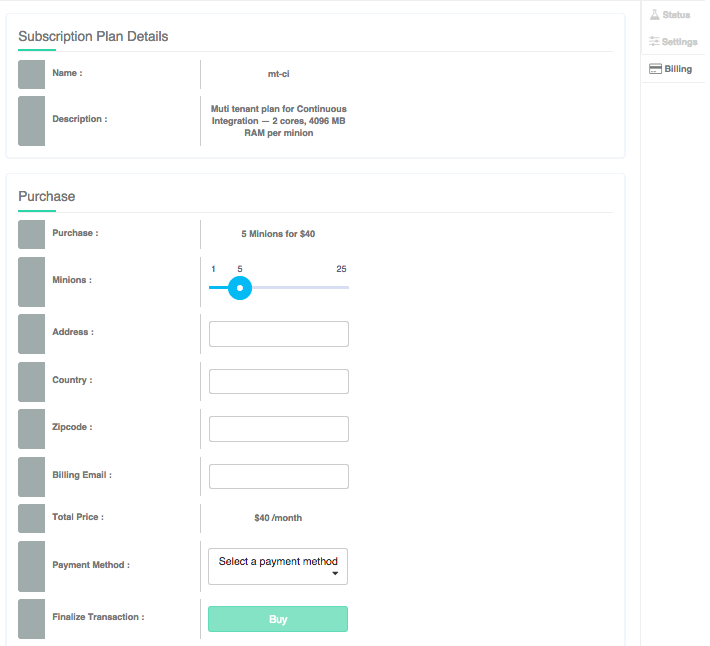 Subscription Plan Details
Name :
mt-ci
Description :
Muti tenant plan for Continuous
Integration — 2 cores, 4096 MB
RAM per minion
Purchase
Purchase :
5 Minions for $40
Minions :
1 5 25
Address :
Country :
Zipcode :
Billing Email :
Total Price :
$40 /month
Payment Method :
Select a payment method
Finalize Transaction :
Buy
Status
Settings
Billing